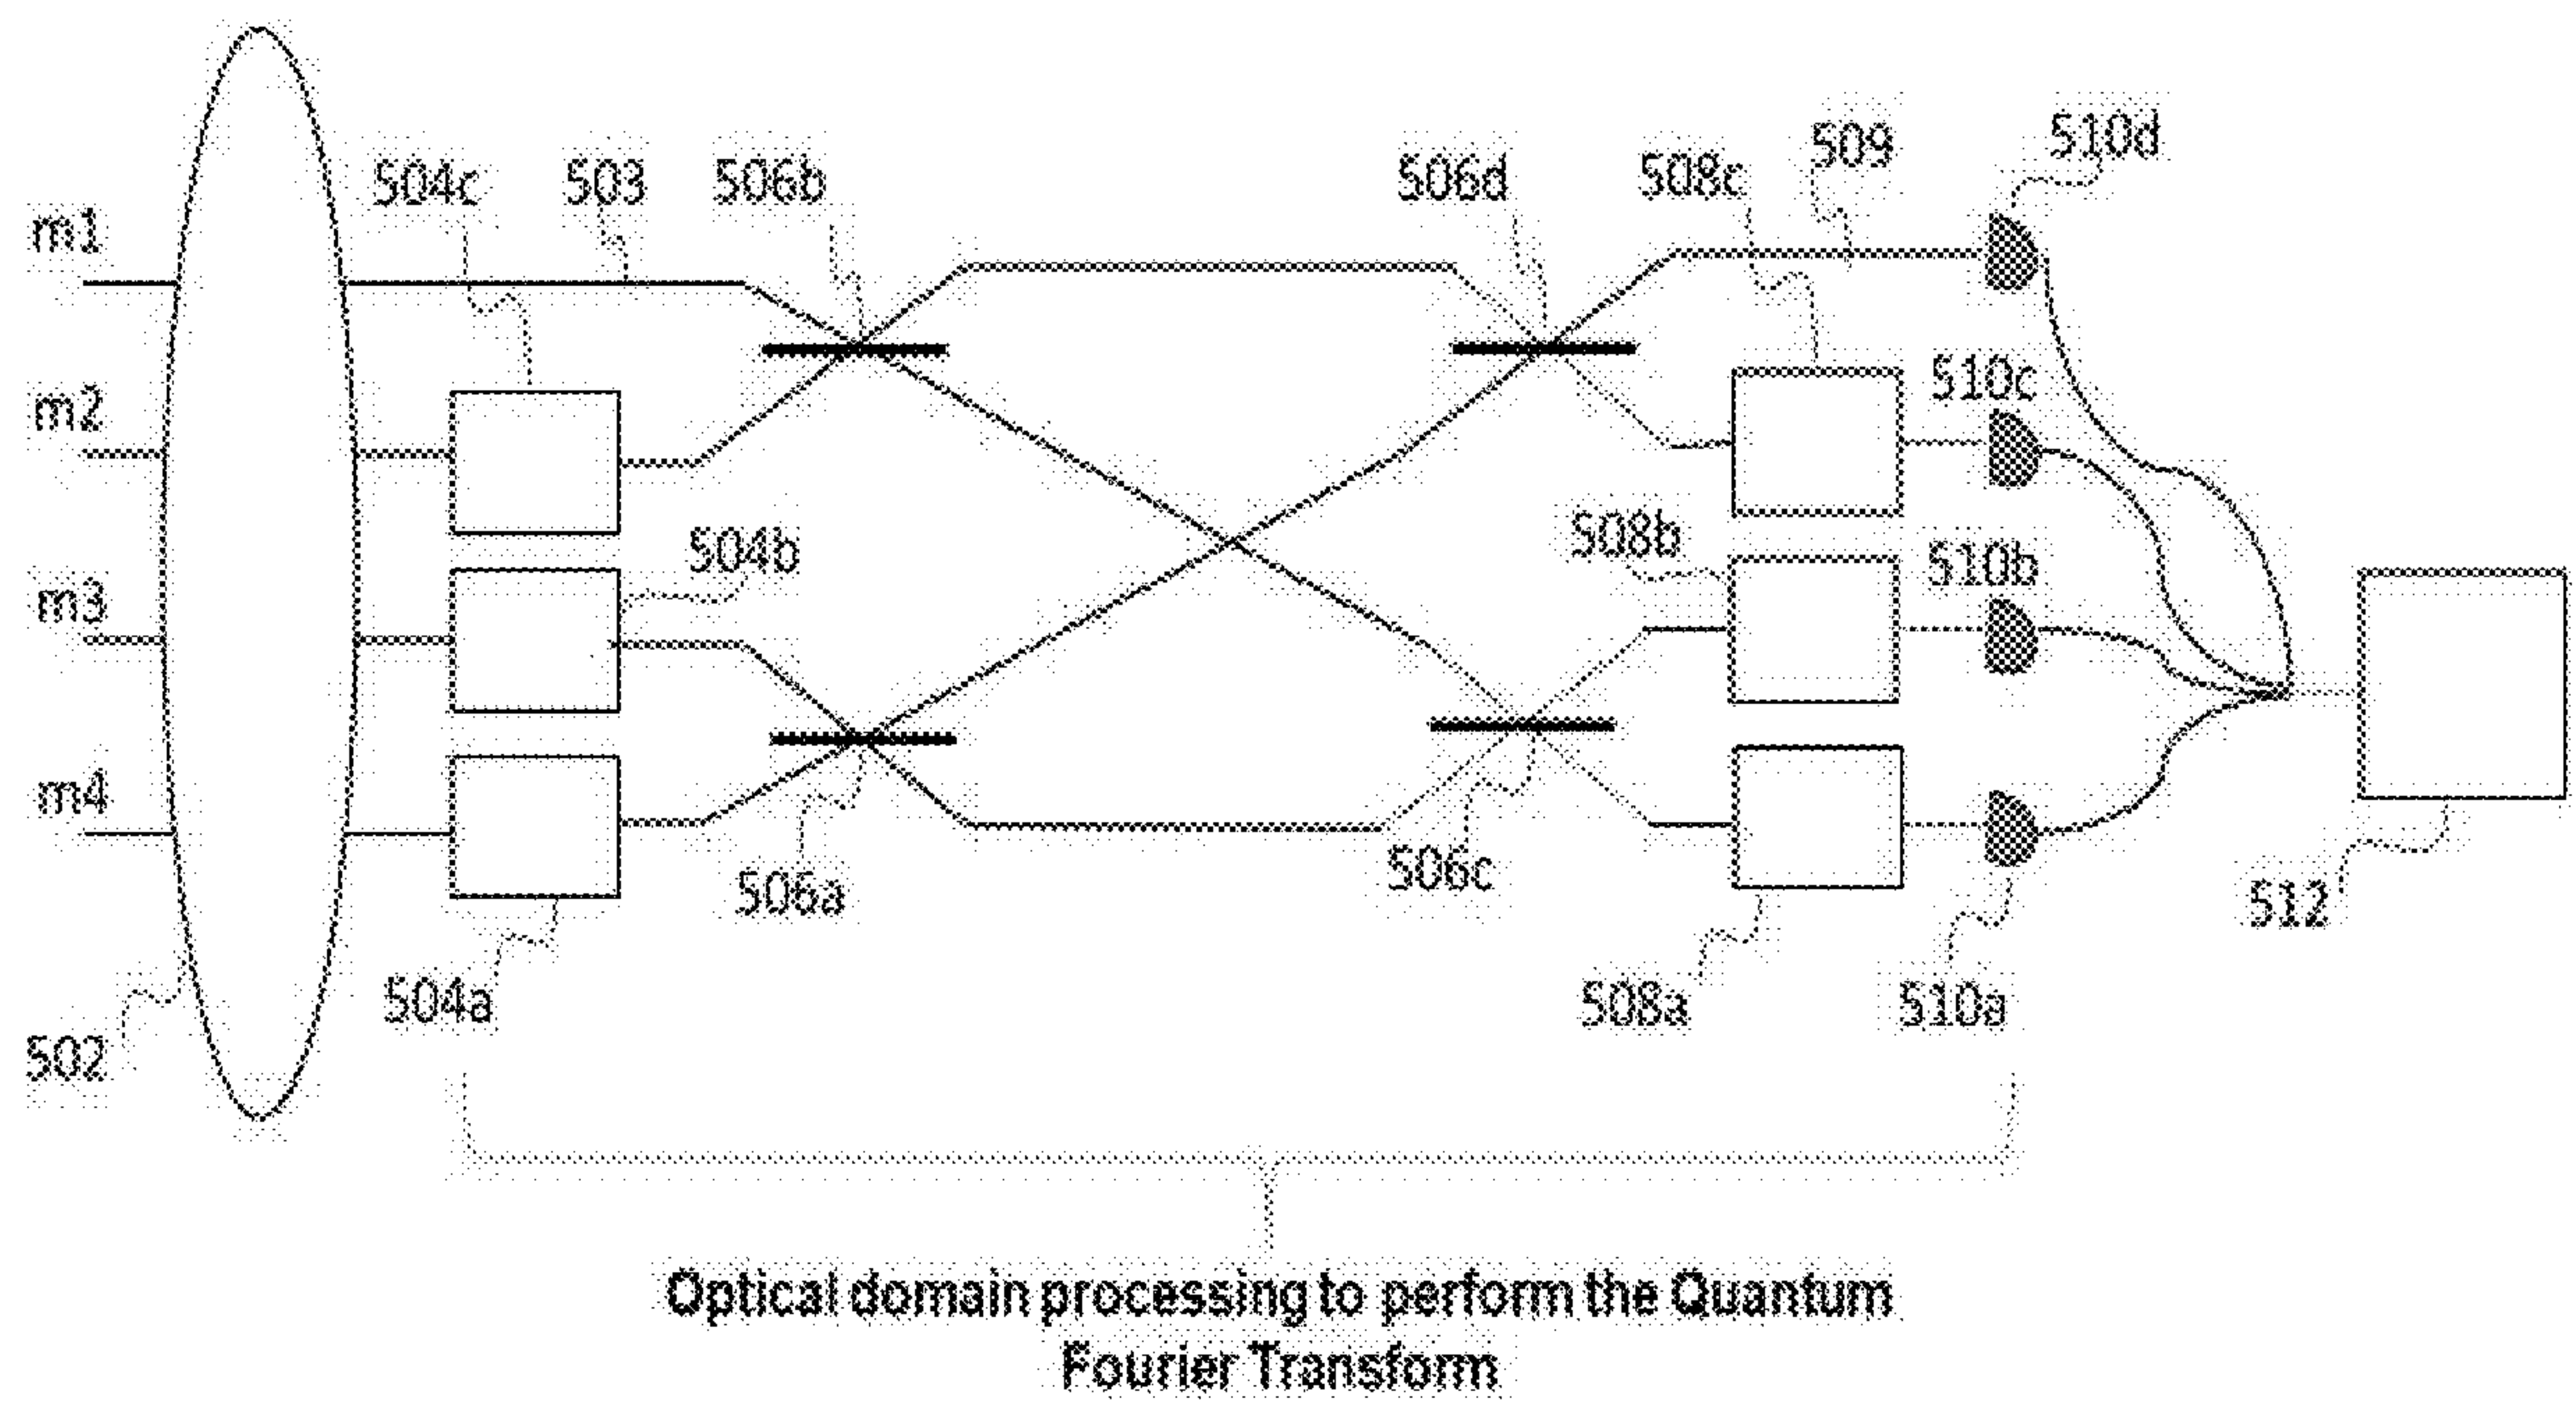 504c 503 506b 506d 508c 509 510d
m1
m2
510c
504b 508b 510b
m3
m4
506a 506c 512
502 504a 508a 510a
Optical domain processing to perform the Quantum
Fourier Transform